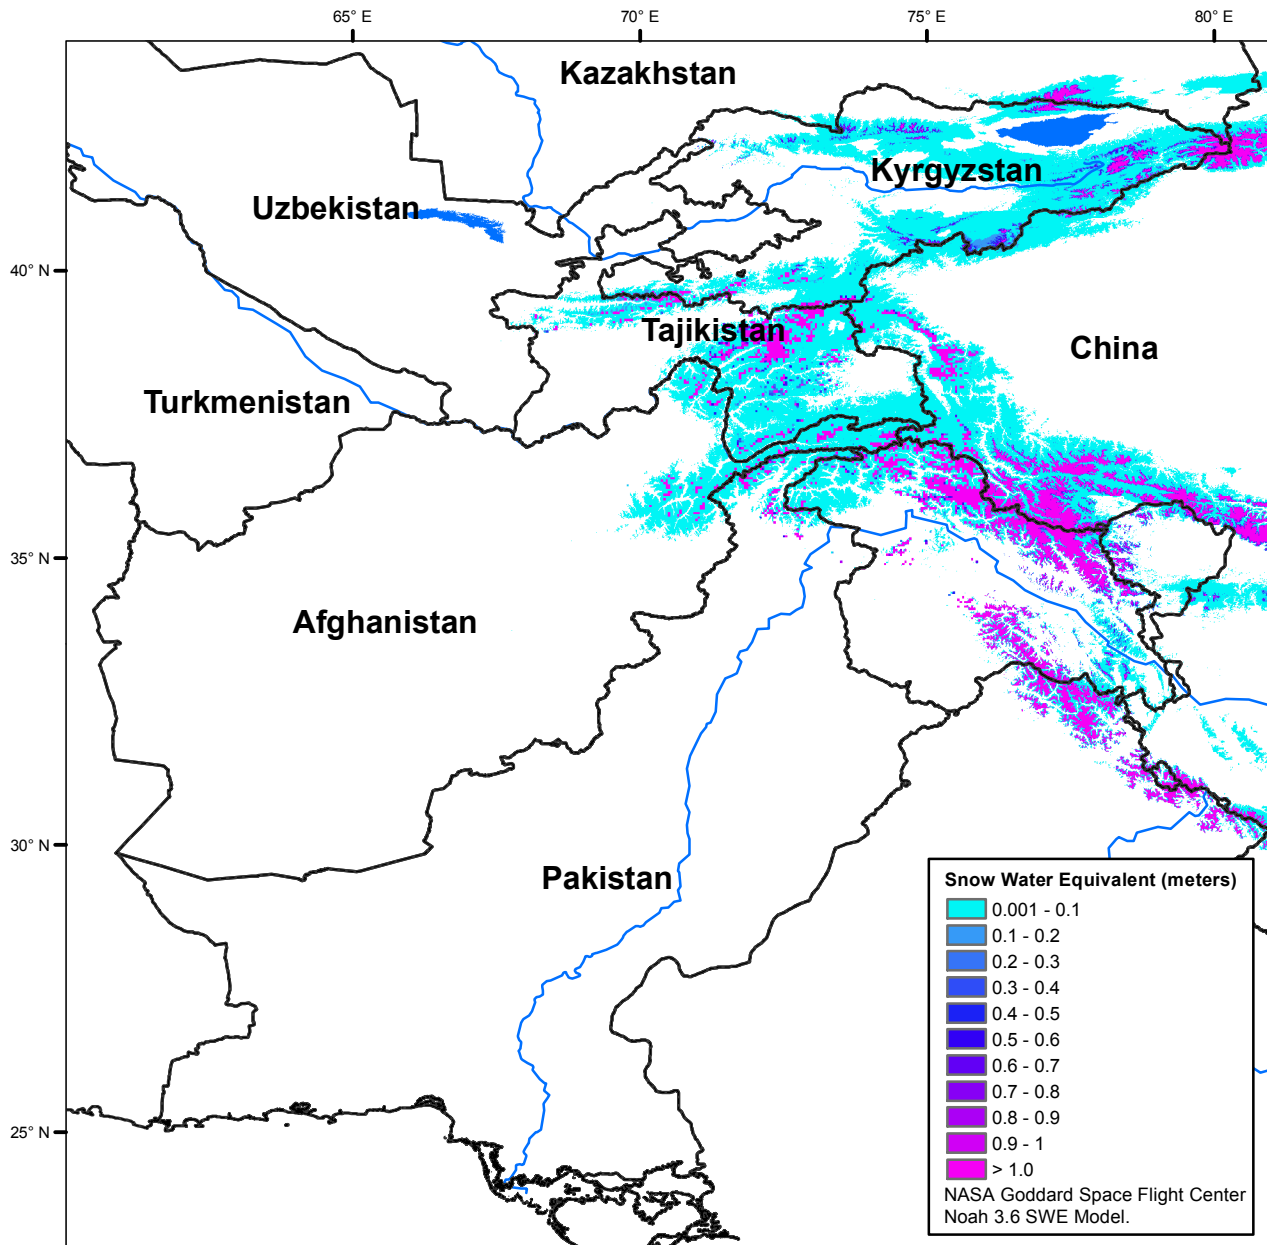 65° E
70° E
75° E
80° E
Kazakhstan
Kyrgyzstan
Uzbekistan
40° N
Tajikistan
China
Turkmenistan
35° N
Afghanistan
30° N
Pakistan
25° N
Snow Water Equivalent (meters)
0.001 - 0.1
0.1 - 0.2
0.2 - 0.3
0.3 - 0.4
0.4 - 0.5
0.5 - 0.6
0.6 - 0.7
0.7 - 0.8
0.8 - 0.9
0.9 - 1
> 1.0
NASA Goddard Space Flight Center
Noah 3.6 SWE Model.